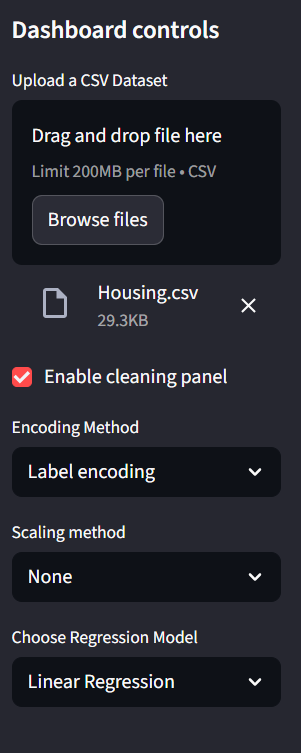 Dashboard controls
Upload a CSV Dataset
Drag and drop file here
Limit 200MB per file • CSV
Browse files
Housing.csv
29.3KB
Enable cleaning panel
Encoding Method
Label encoding
Scaling method
None
Choose Regression Model
Linear Regression